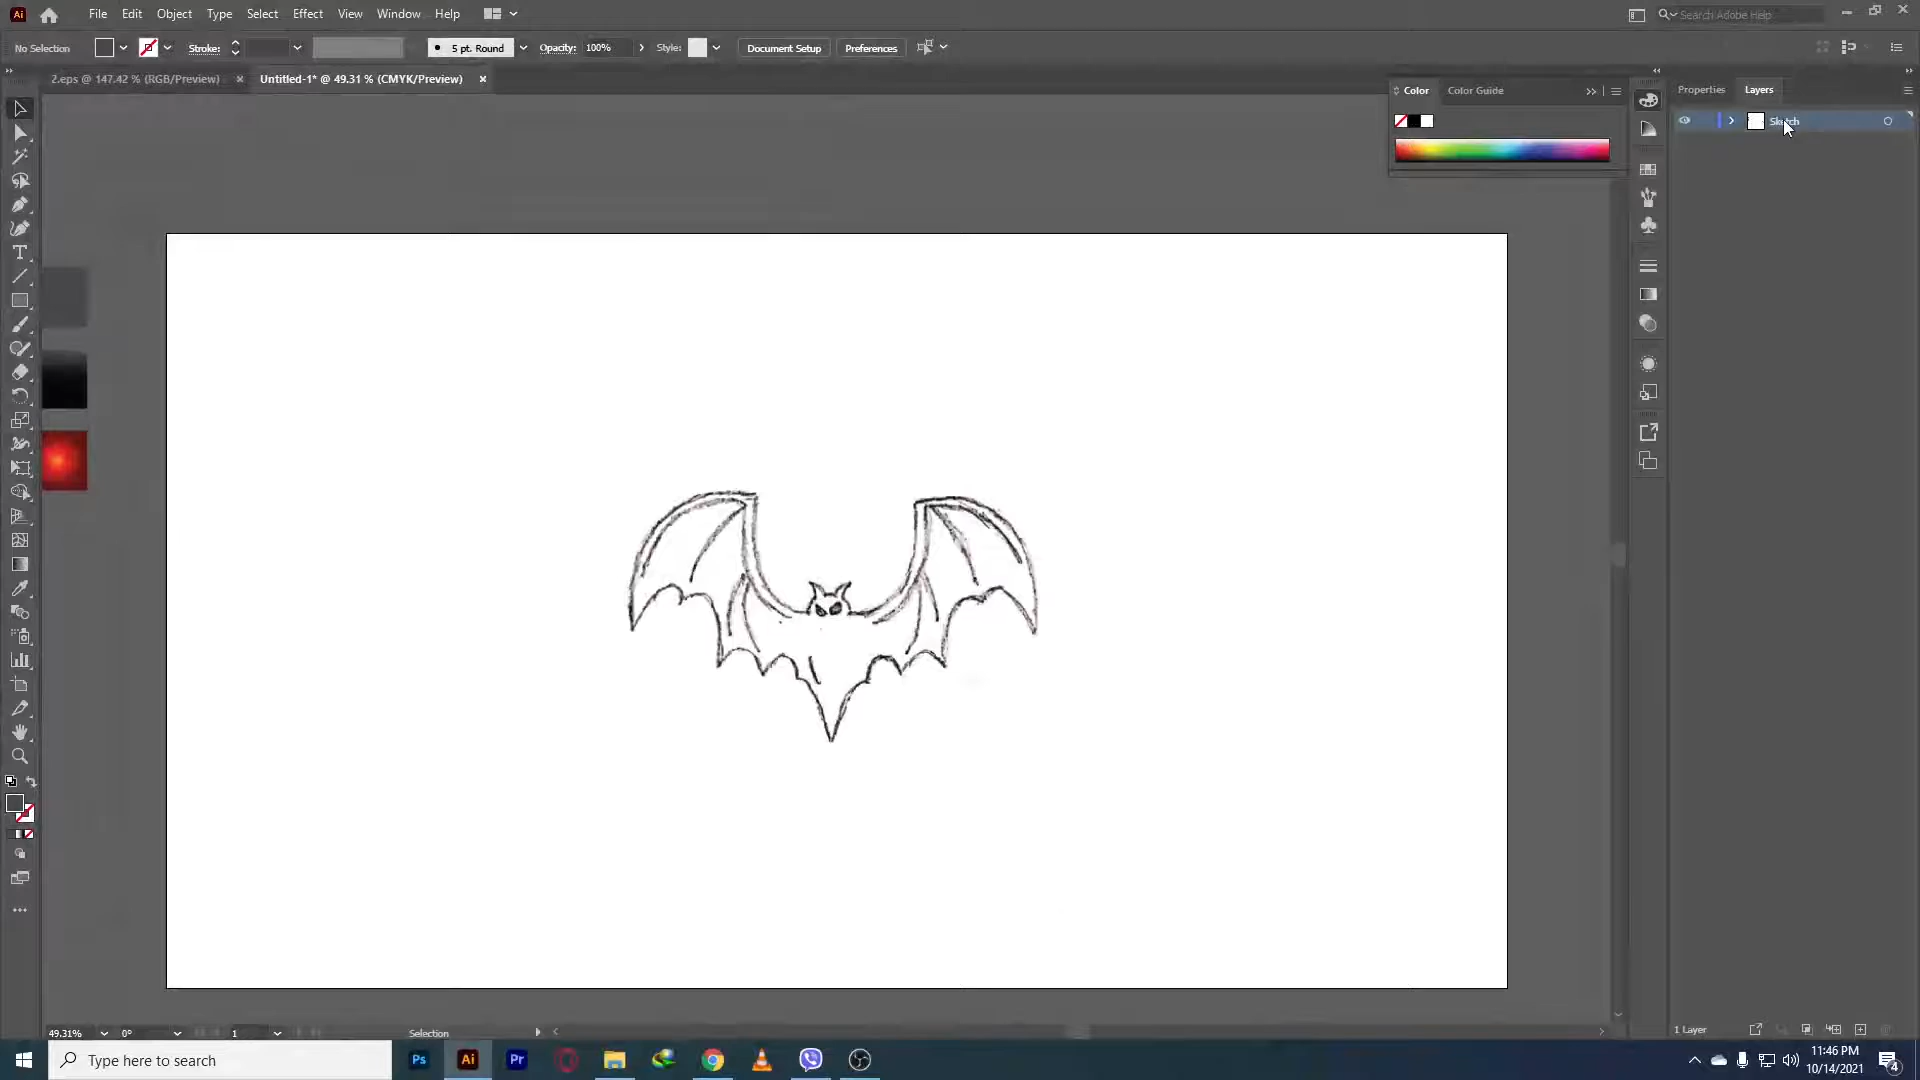 Ai File Edit Object Type Select Effect View Window Help Search Adobe Help
No Selection Stroke: 5 pt. Round Opacity: 100% Style: Document Setup Preferences
2.eps @ 147.42 % (RGB/Preview) Untitled-1* @ 49.31 % (CMYK/Preview)
Color Color Guide Properties Layers
Sketch
49.31% 0° 1 Selection 1 Layer
Type here to search Ps Ai Pr 11:46 PM
10/14/2021 4